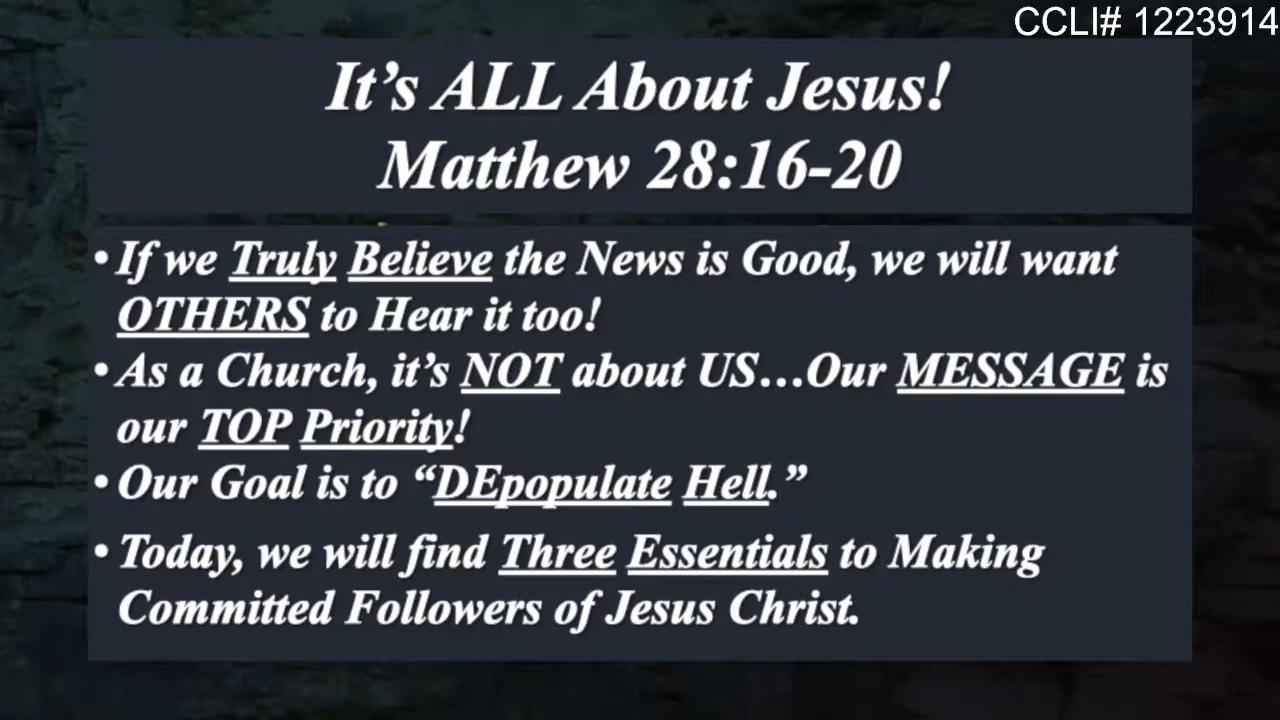 CCLI# 1223914
It's ALL About Jesus!
Matthew 28:16-20
• If we Truly Believe the News is Good, we will want
OTHERS to Hear it too!
• As a Church, it's NOT about US...Our MESSAGE is
our TOP Priority!
• Our Goal is to “DEpopulate Hell.”
• Today, we will find Three Essentials to Making
Committed Followers of Jesus Christ.